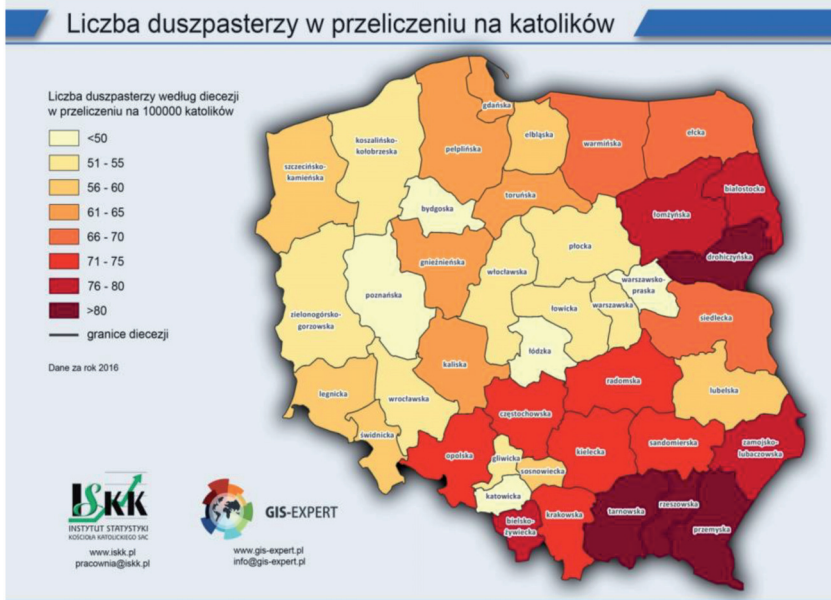 Liczba duszpasterzy w przeliczeniu na katolików
Liczba duszpasterzy według diecezji
w przeliczeniu na 100000 katolików
<50
51 - 55
56 - 60
61 - 65
66 - 70
71 - 75
76 - 80
>80
granice diecezji
Dane za rok 2016
gdańska
koszalińsko-
kołobrzeska
pelplińska
elbląska
warmińska
ełcka
szczecińsko-
kamieńska
białostocka
toruńska
bydgoska
łomżyńska
płocka
drohiczyńska
gnieźnieńska
włocławska
warszawsko-
praska
poznańska
łowicka
warszawska
zielonogórsko-
gorzowska
siedlecka
łódzka
kaliska
radomska
lubelska
legnicka
wrocławska
częstochowska
świdnicka
opolska
kielecka
sandomierska
zamojsko-
lubaczowska
gliwicka
sosnowiecka
katowicka
rzeszowska
tarnowska
krakowska
bielsko-
żywiecka
przemyska
ISKK
INSTYTUT STATYSTYKI
KOŚCIOŁA KATOLICKIEGO SAC
www.iskk.pl
pracownia@iskk.pl
GIS-EXPERT
www.gis-expert.pl
info@gis-expert.pl